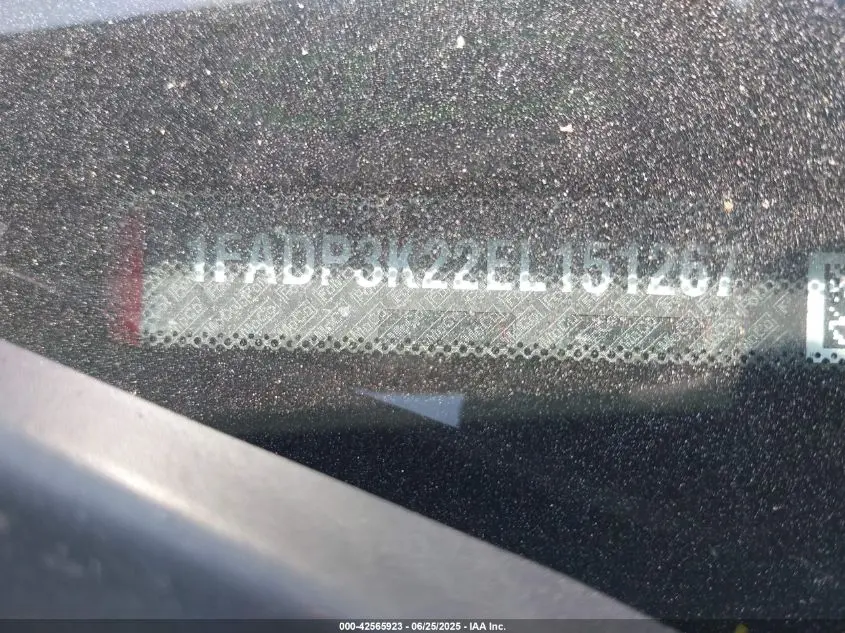 1FADP3K22EL151267
000-42565923 - 06/25/2025 - IAA Inc.